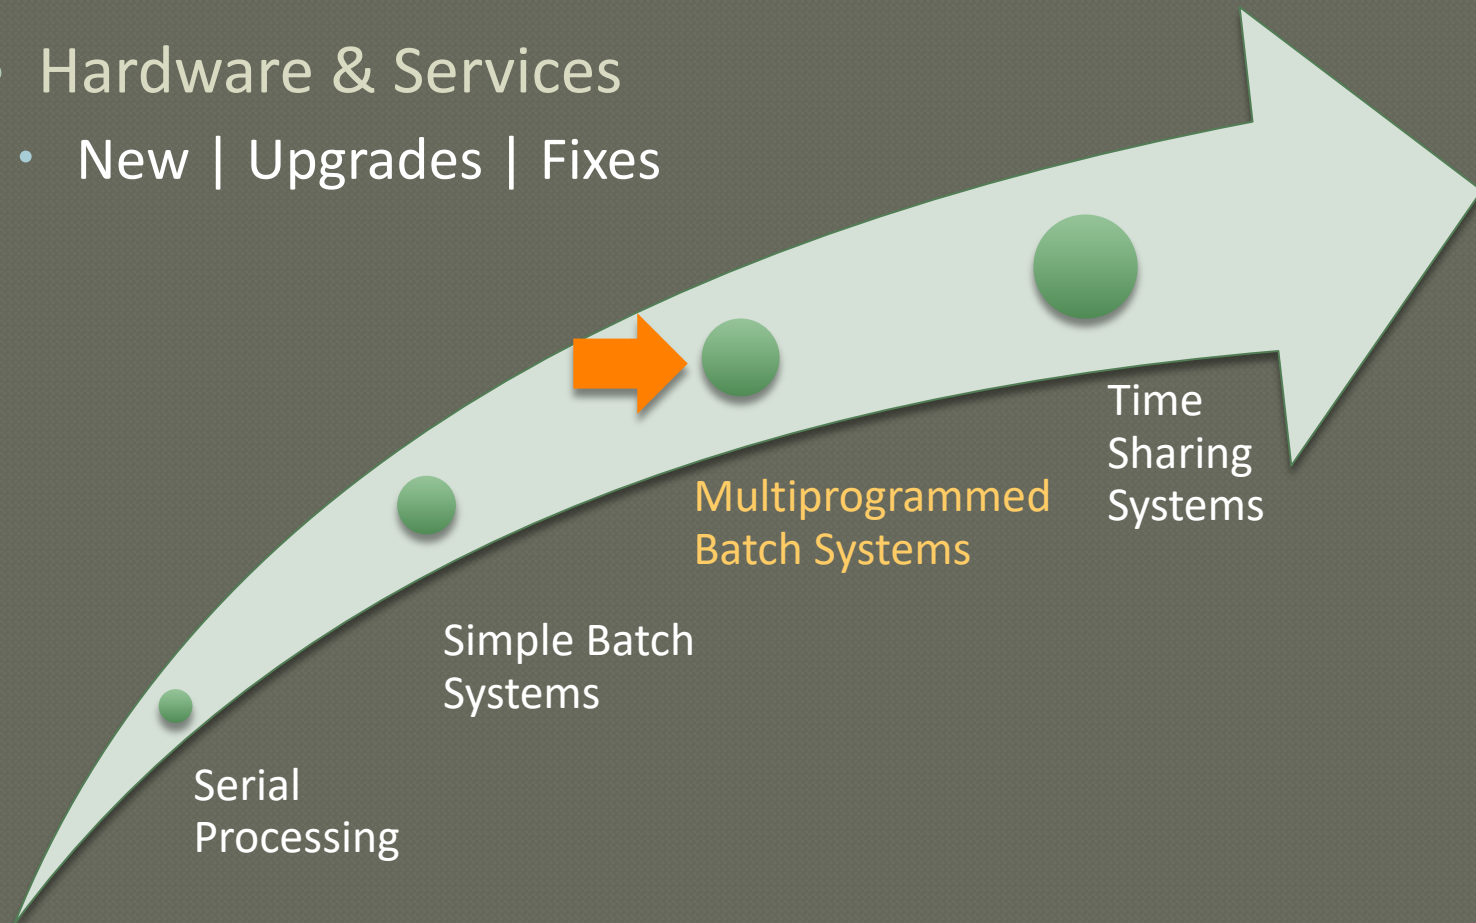 Hardware & Services
New | Upgrades | Fixes
Time
Sharing
Systems
Multiprogrammed
Batch Systems
Simple Batch
Systems
Serial
Processing